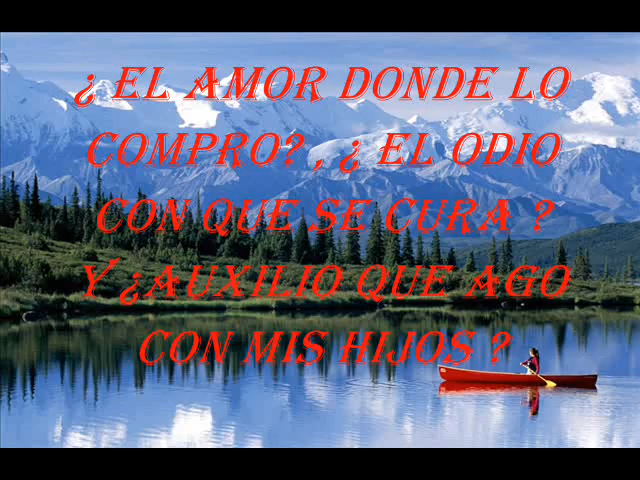 ¿ EL AMOR DONDE LO
COMPRO? , ¿ EL ODIO
CON QUE SE CURA ?
Y ¿AUXILIO QUE AGO
CON MIS HIJOS ?